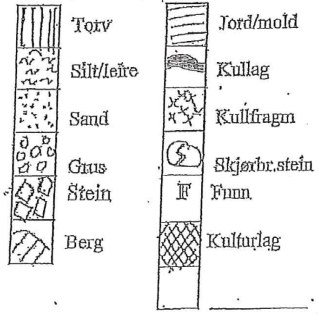 Torv
Silt/leire
Sand
Grus
Stein
Berg
Jord/mold
Kullag
Kullfragm
Skjørbr.stein
F Funn
Kulturlag